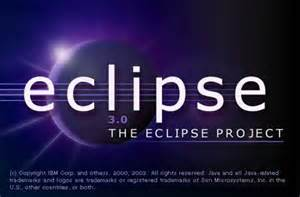 eclipse
3.0
THE ECLIPSE PROJECT
(c) Copyright IBM Corp. and others. 2000, 2003. All rights reserved. Java and all Java-related
trademarks and logos are trademarks or registered trademarks of Sun Microsystems, Inc. in the
U.S., other countries, or both.